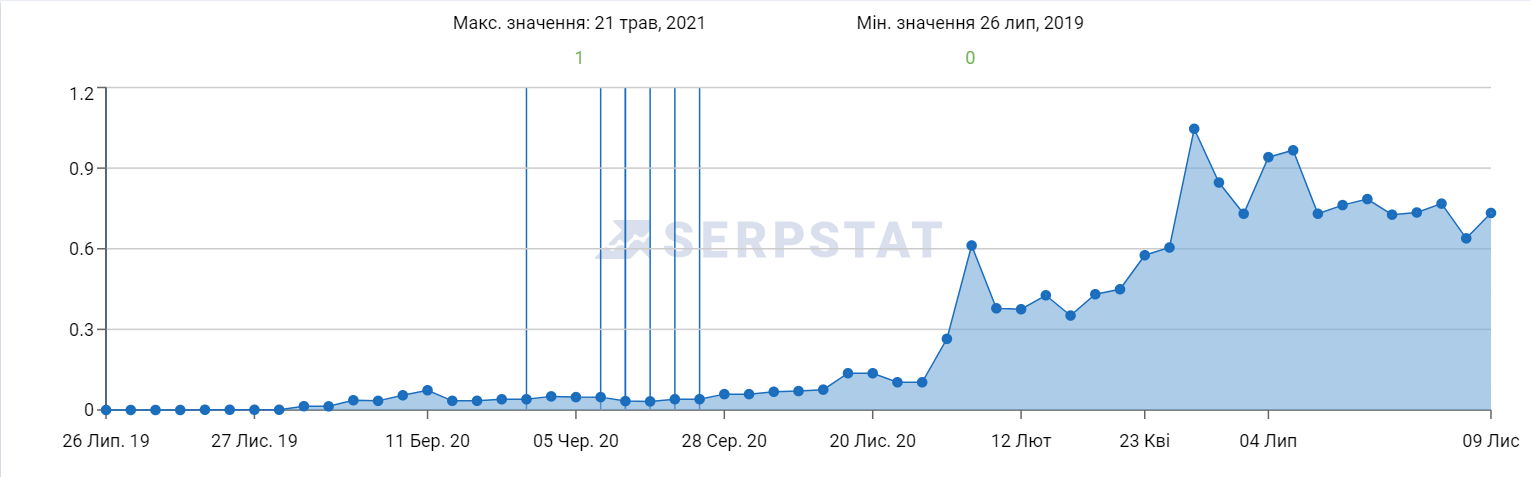 Макс. значення: 21 трав, 2021
Мін. значення 26 лип, 2019
1
0
1.2
0.9
0.6
0.3
0
SERPSTAT
26 Лип. 19
27 Лис. 19
11 Бер. 20
05 Чер. 20
28 Сер. 20
20 Лис. 20
12 Лют
23 Кві
04 Лип
09 Лис